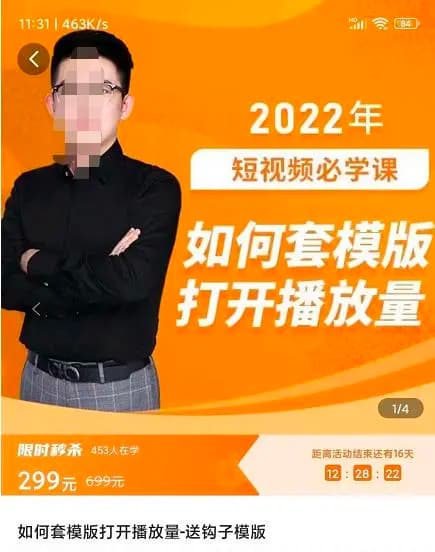 11:31 | 463K/s HD 84
2022年
短视频必学课
如何套模版
打开播放量
1/4
限时秒杀 453人在学
距离活动结束还有16天
299元 699元
12 : 28 : 22
如何套模版打开播放量-送钩子模版